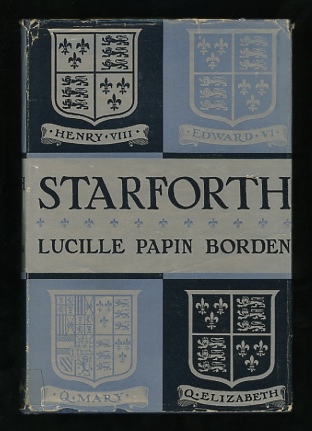 ·HENRY·VIII·
·EDWARD·VI·
STARFORTH
LUCILLE PAPIN BORDEN
·Q·MARY·
·Q·ELIZABETH·